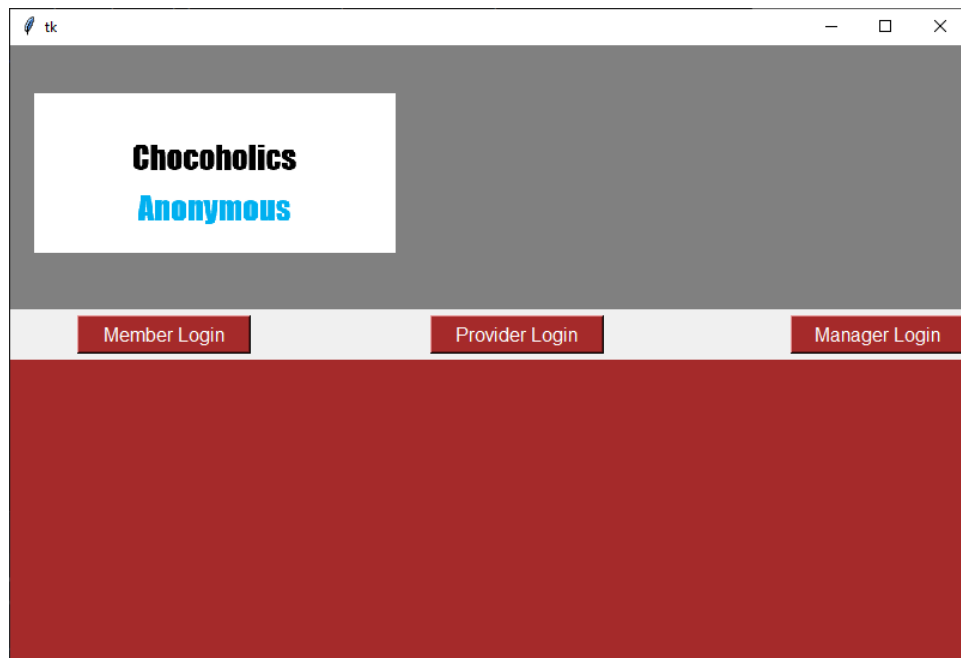 tk
Chocoholics
Anonymous
Member Login
Provider Login
Manager Login